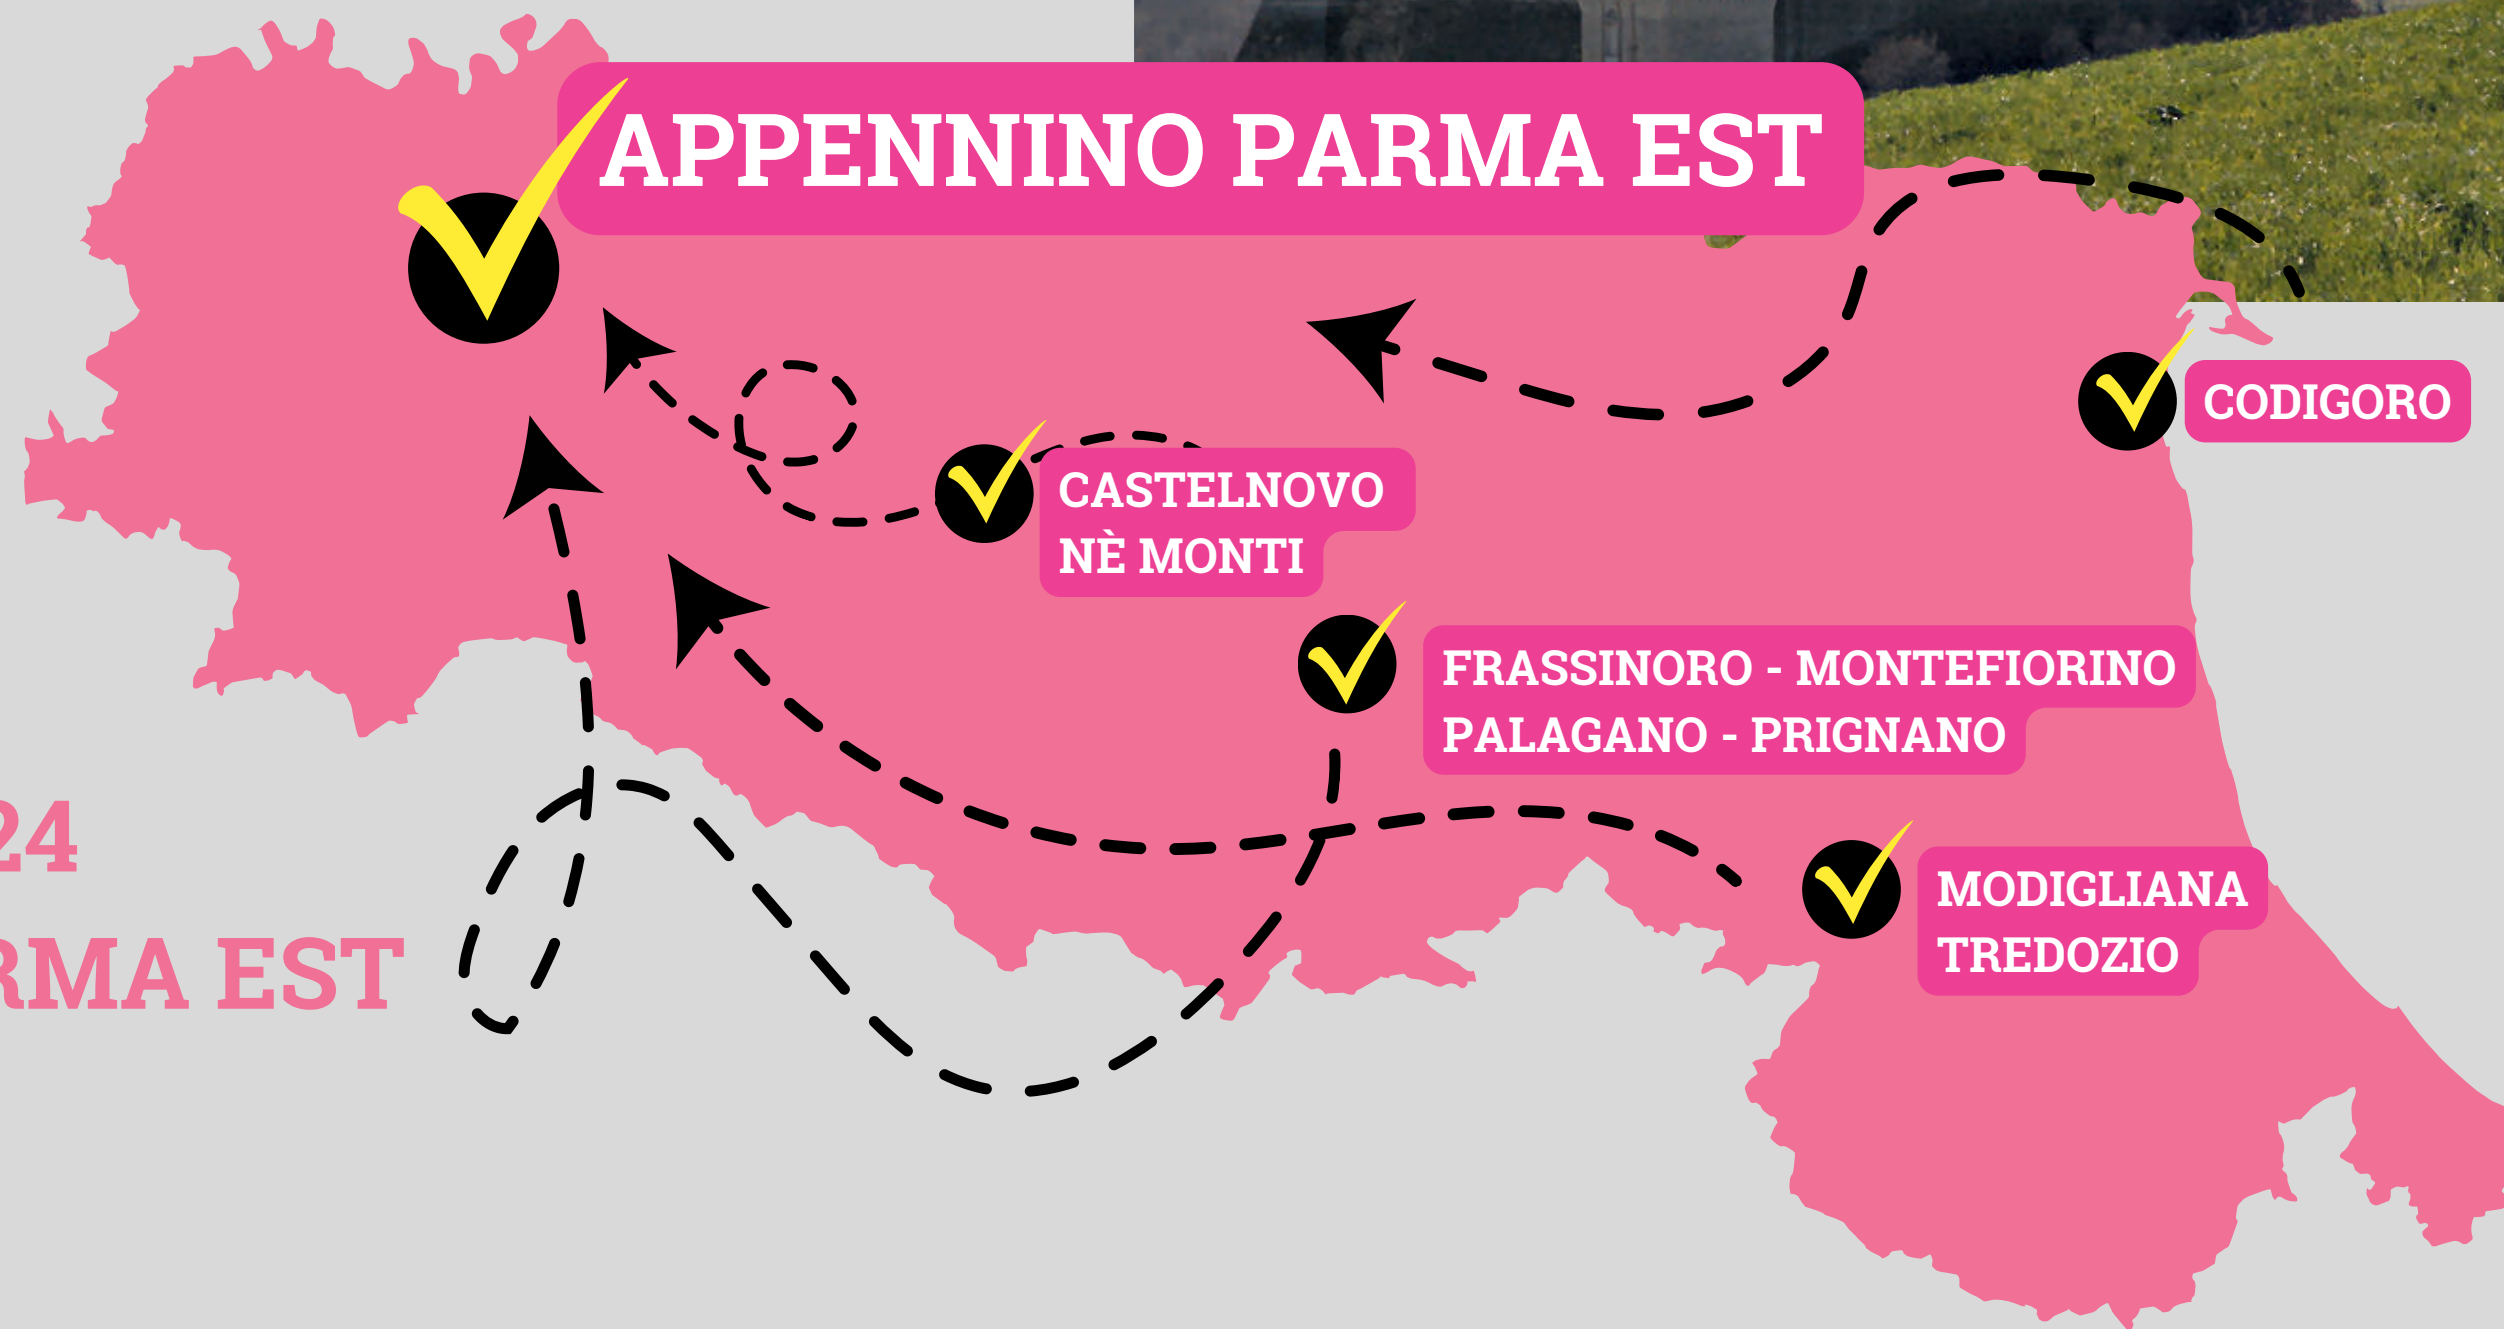 APPENNINO PARMA EST
CODIGORO
CASTELNOVO
NÈ MONTI
FRASSINORO - MONTEFIORINO
PALAGANO - PRIGNANO
MODIGLIANA
TREDOZIO
24
RMA EST